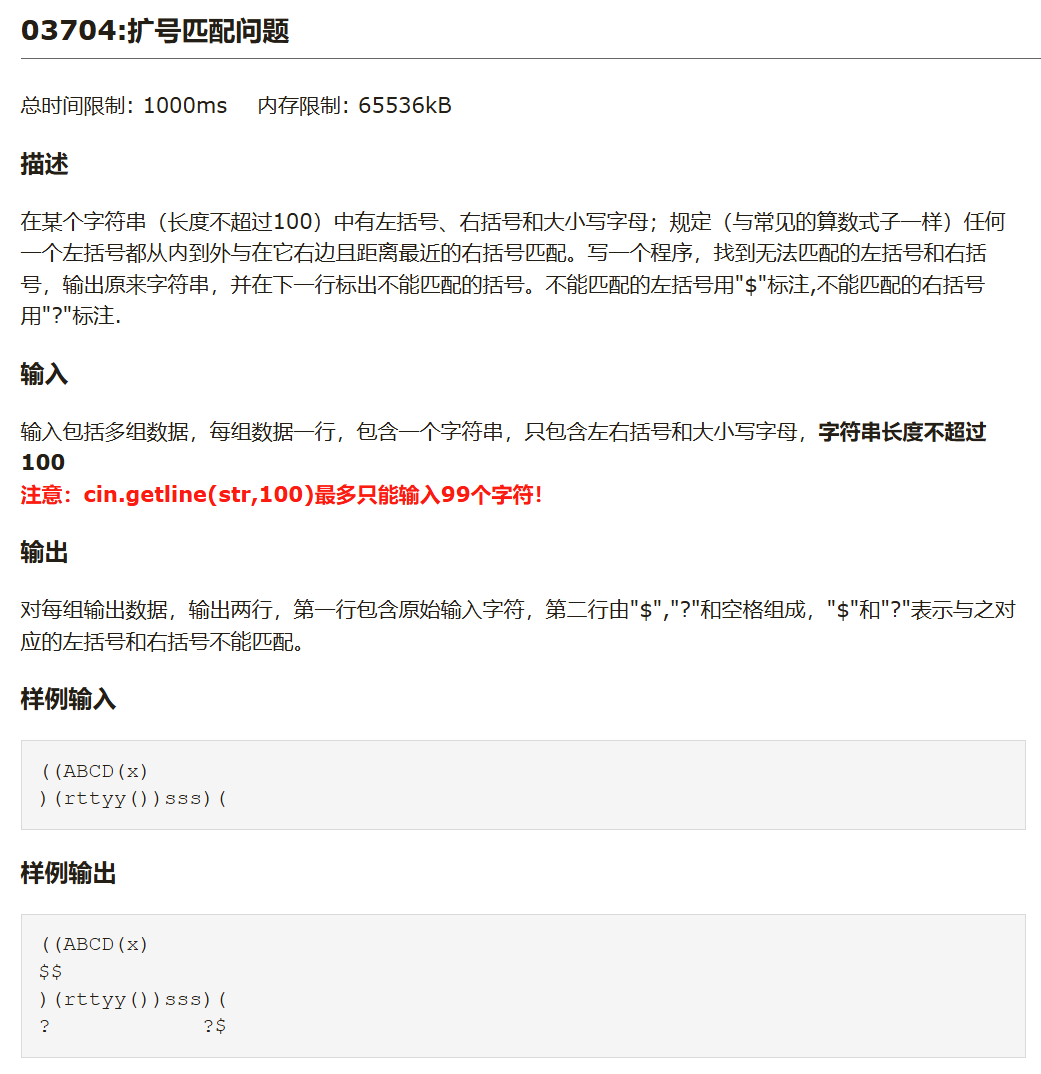 03704:扩号匹配问题
总时间限制: 1000ms 内存限制: 65536kB
描述
在某个字符串（长度不超过100）中有左括号、右括号和大小写字母；规定（与常见的算数式子一样）任何
一个左括号都从内到外与在它右边且距离最近的右括号匹配。写一个程序，找到无法匹配的左括号和右括
号，输出原来字符串，并在下一行标出不能匹配的括号。不能匹配的左括号用"$"标注,不能匹配的右括号
用"?"标注.
输入
输入包括多组数据，每组数据一行，包含一个字符串，只包含左右括号和大小写字母，字符串长度不超过
100
注意：cin.getline(str,100)最多只能输入99个字符！
输出
对每组输出数据，输出两行，第一行包含原始输入字符，第二行由"$","?"和空格组成，"$"和"?"表示与之对
应的左括号和右括号不能匹配。
样例输入
((ABCD(x)
)(rttyy())sss)(
样例输出
((ABCD(x)
$$
)(rttyy())sss)(
?            ?$